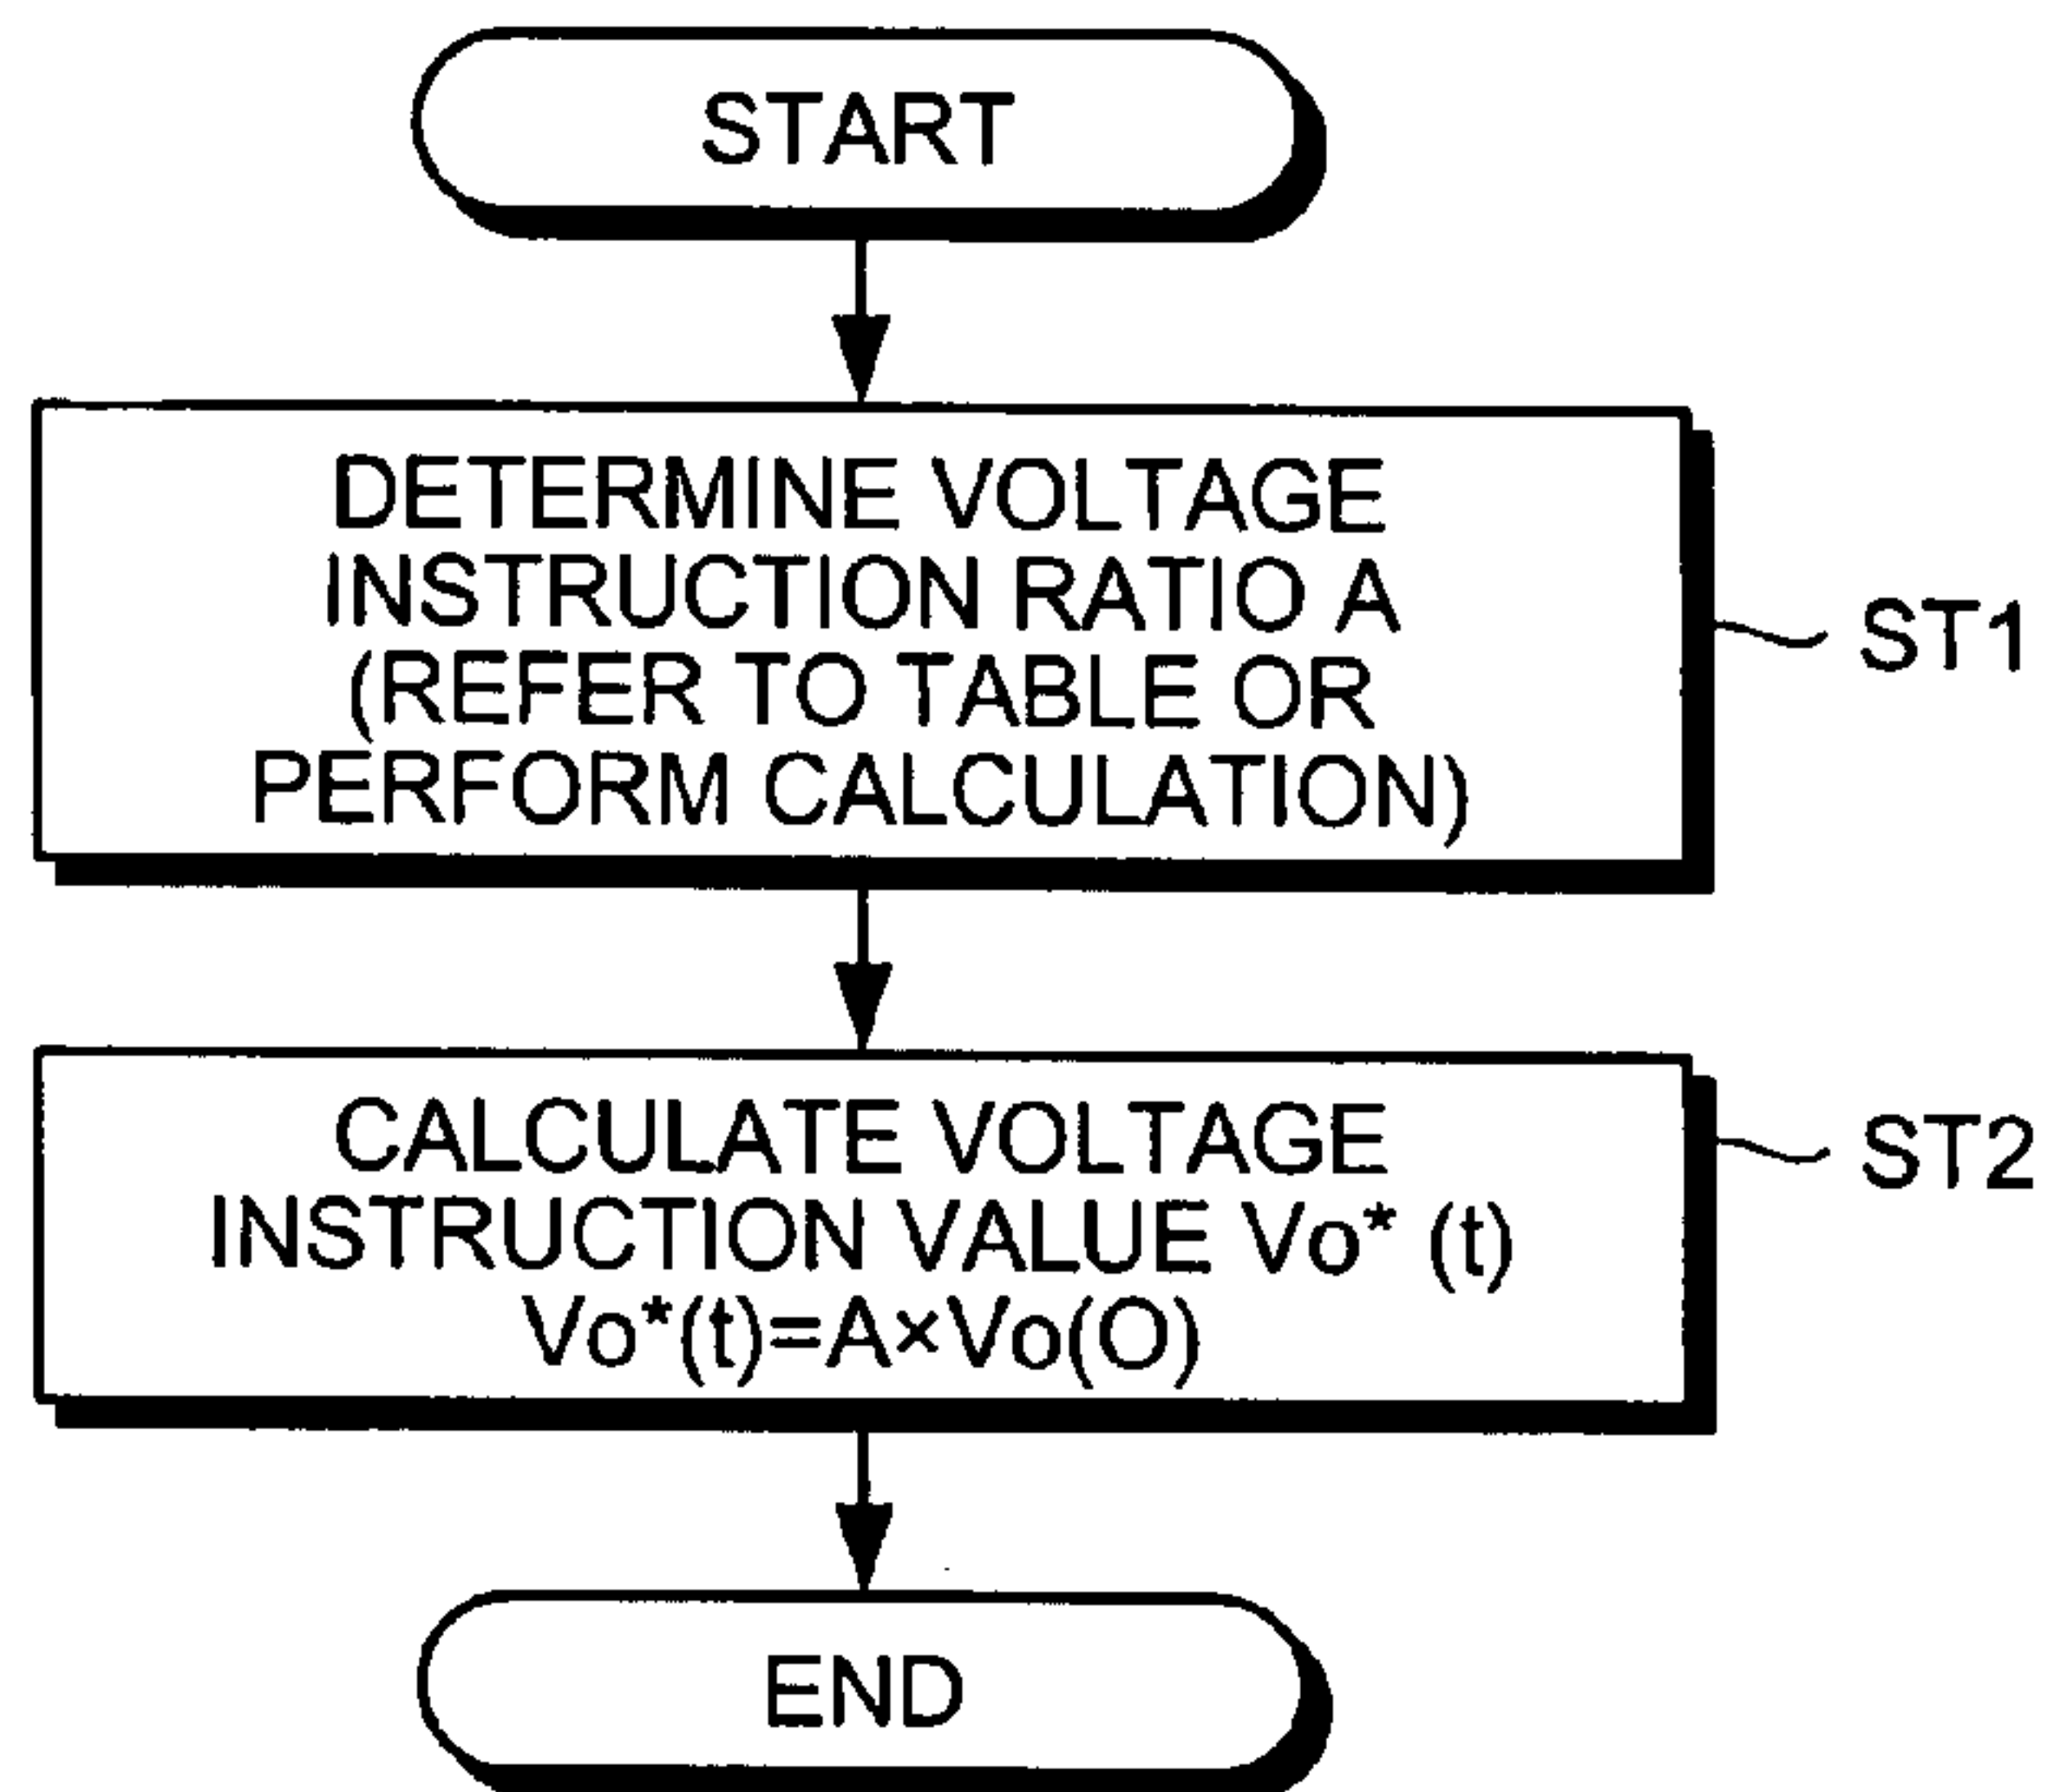 START
DETERMINE VOLTAGE
INSTRUCTION RATIO A
(REFER TO TABLE OR
PERFORM CALCULATION)
ST1
CALCULATE VOLTAGE
INSTRUCTION VALUE Vo* (t)
Vo*(t)=A×Vo(O)
ST2
END